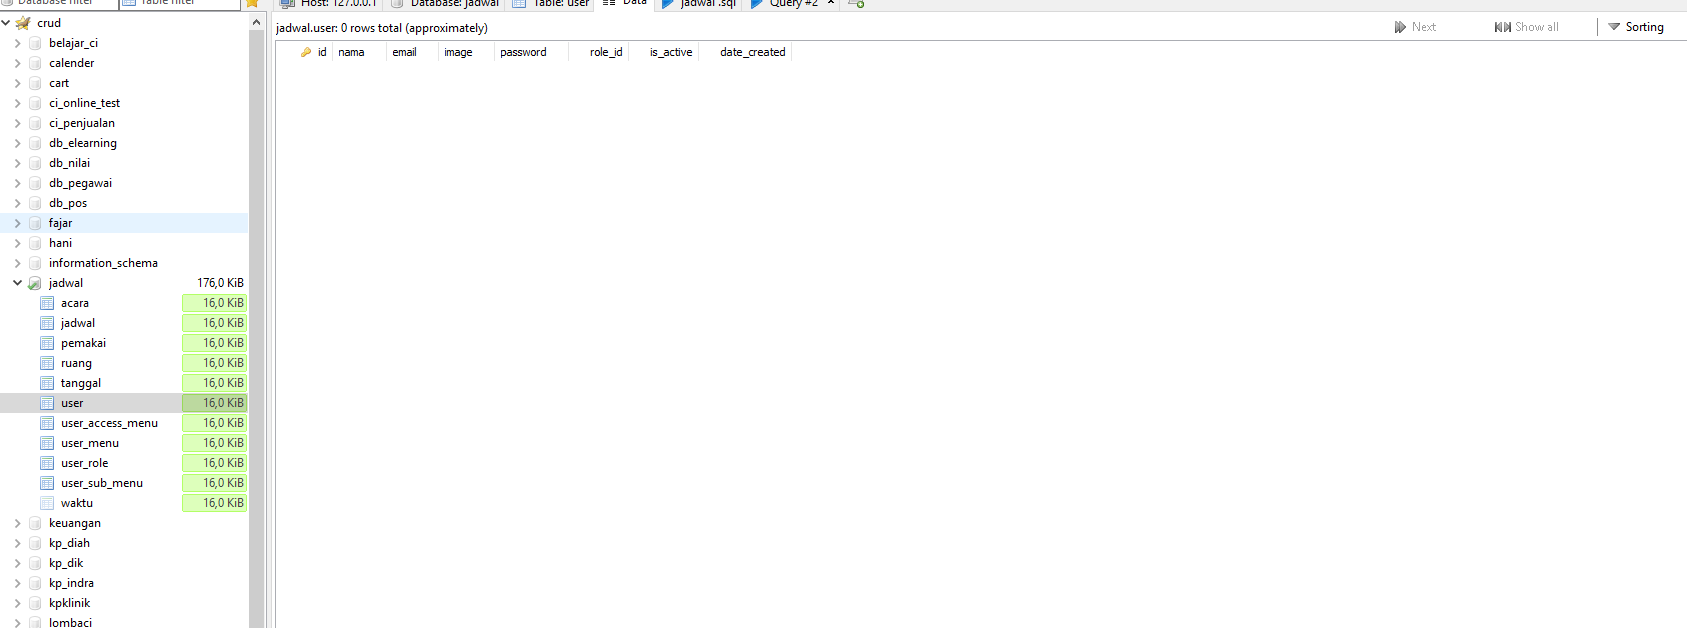 Database filter Table filter
Host: 127.0.0.1 Database: jadwal Table: user Data jadwal .sql Query #2
crud
belajar_ci
calender
cart
ci_online_test
ci_penjualan
db_elearning
db_nilai
db_pegawai
db_pos
fajar
hani
information_schema
jadwal 176,0 KiB
acara 16,0 KiB
jadwal 16,0 KiB
pemakai 16,0 KiB
ruang 16,0 KiB
tanggal 16,0 KiB
user 16,0 KiB
user_access_menu 16,0 KiB
user_menu 16,0 KiB
user_role 16,0 KiB
user_sub_menu 16,0 KiB
waktu 16,0 KiB
keuangan
kp_diah
kp_dik
kp_indra
kpklinik
lombaci
jadwal.user: 0 rows total (approximately)
Next Show all Sorting
id nama email image password role_id is_active date_created